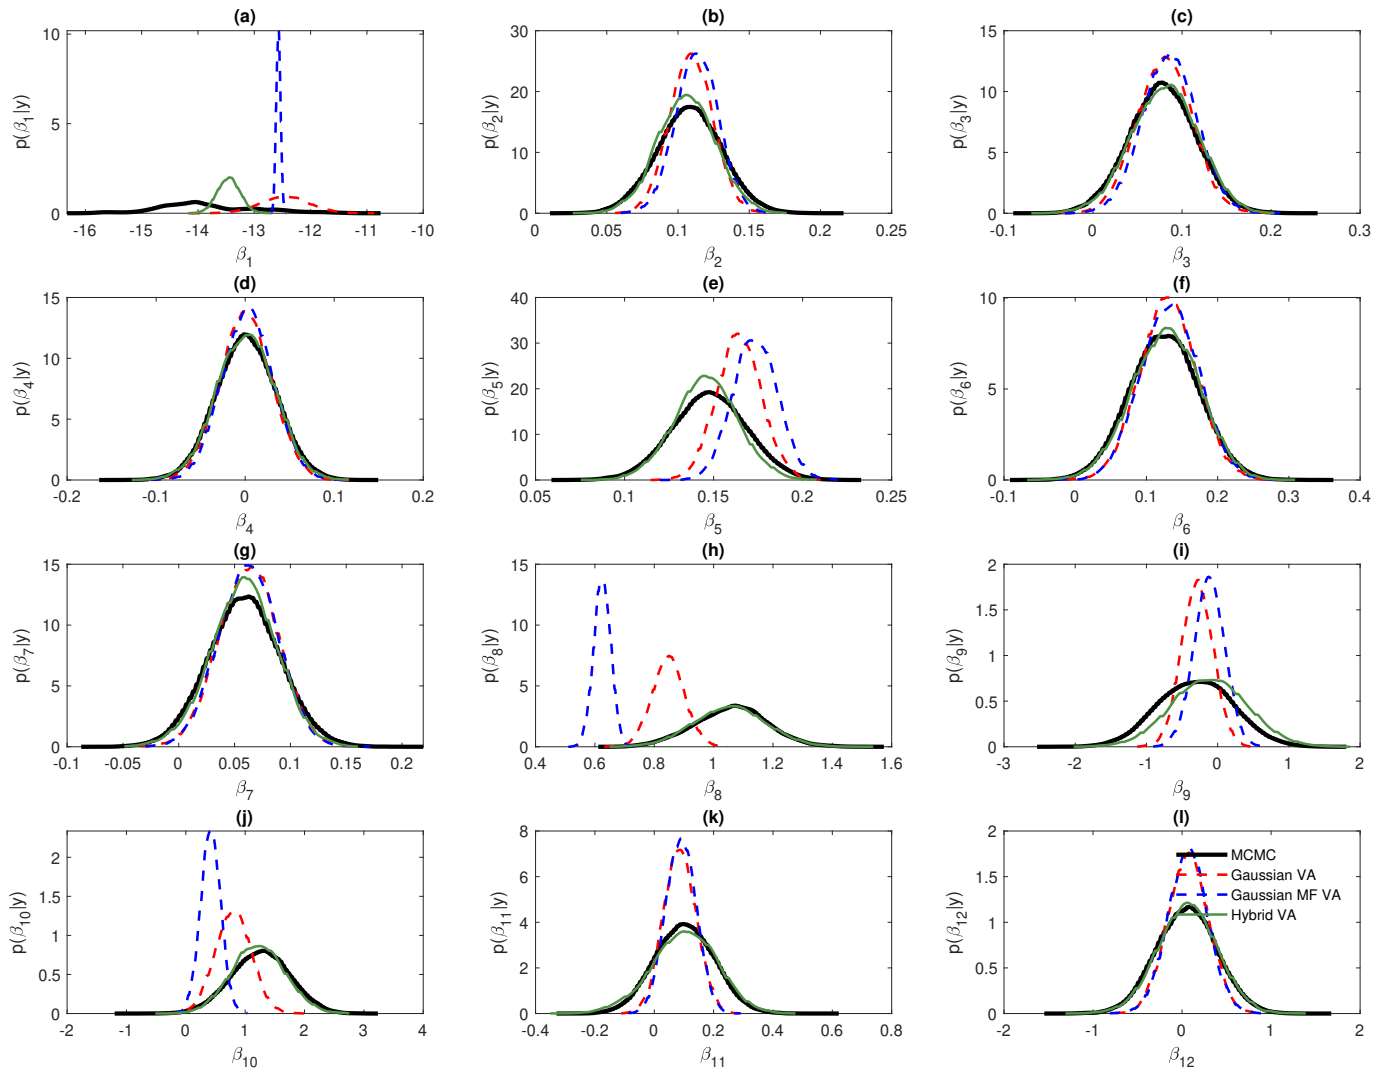 (a)
10
5
0
-16 -15 -14 -13 -12 -11 -10
p(β1|y)
β1
(b)
30
20
10
0
0 0.05 0.1 0.15 0.2 0.25
p(β2|y)
β2
(c)
15
10
5
0
-0.1 0 0.1 0.2 0.3
p(β3|y)
β3
(d)
15
10
5
0
-0.2 -0.1 0 0.1 0.2
p(β4|y)
β4
(e)
40
30
20
10
0
0.05 0.1 0.15 0.2 0.25
p(β5|y)
β5
(f)
10
5
0
-0.1 0 0.1 0.2 0.3 0.4
p(β6|y)
β6
(g)
15
10
5
0
-0.1 -0.05 0 0.05 0.1 0.15 0.2
p(β7|y)
β7
(h)
15
10
5
0
0.4 0.6 0.8 1 1.2 1.4 1.6
p(β8|y)
β8
(i)
2
1.5
1
0.5
0
-3 -2 -1 0 1 2
p(β9|y)
β9
(j)
2
1.5
1
0.5
0
-2 -1 0 1 2 3 4
p(β10|y)
β10
(k)
8
6
4
2
0
-0.4 -0.2 0 0.2 0.4 0.6 0.8
p(β11|y)
β11
(l)
2
1.5
1
0.5
0
-2 -1 0 1 2
p(β12|y)
β12
MCMC
Gaussian VA
Gaussian MF VA
Hybrid VA